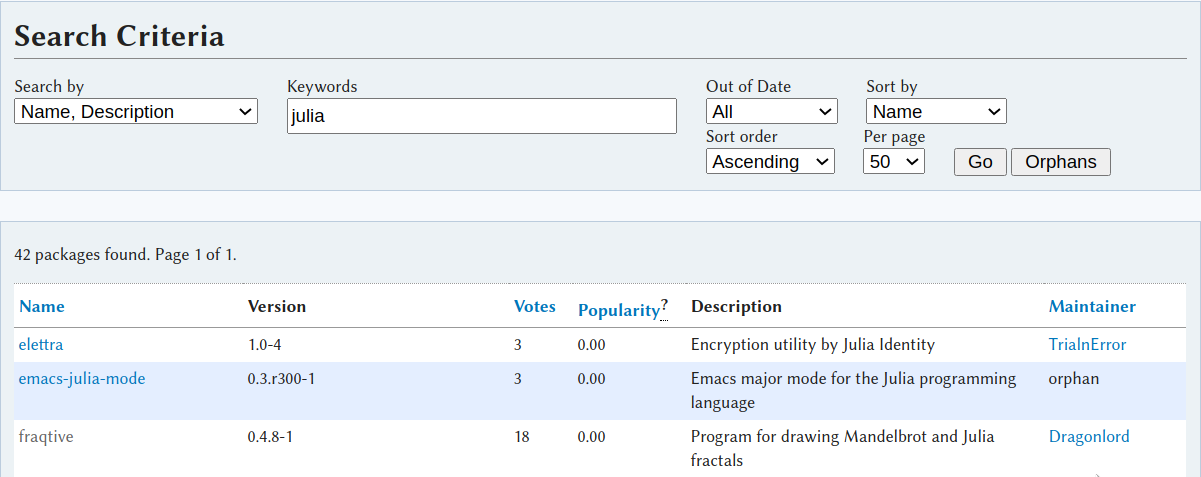 Search Criteria
Search by Keywords Out of Date Sort by
Name, Description julia All Name
Sort order Per page
Ascending 50 Go Orphans
42 packages found. Page 1 of 1.
Name Version Votes Popularity? Description Maintainer
elettra 1.0-4 3 0.00 Encryption utility by Julia Identity TrialnError
emacs-julia-mode 0.3.r300-1 3 0.00 Emacs major mode for the Julia programming orphan
language
fraqtive 0.4.8-1 18 0.00 Program for drawing Mandelbrot and Julia Dragonlord
fractals